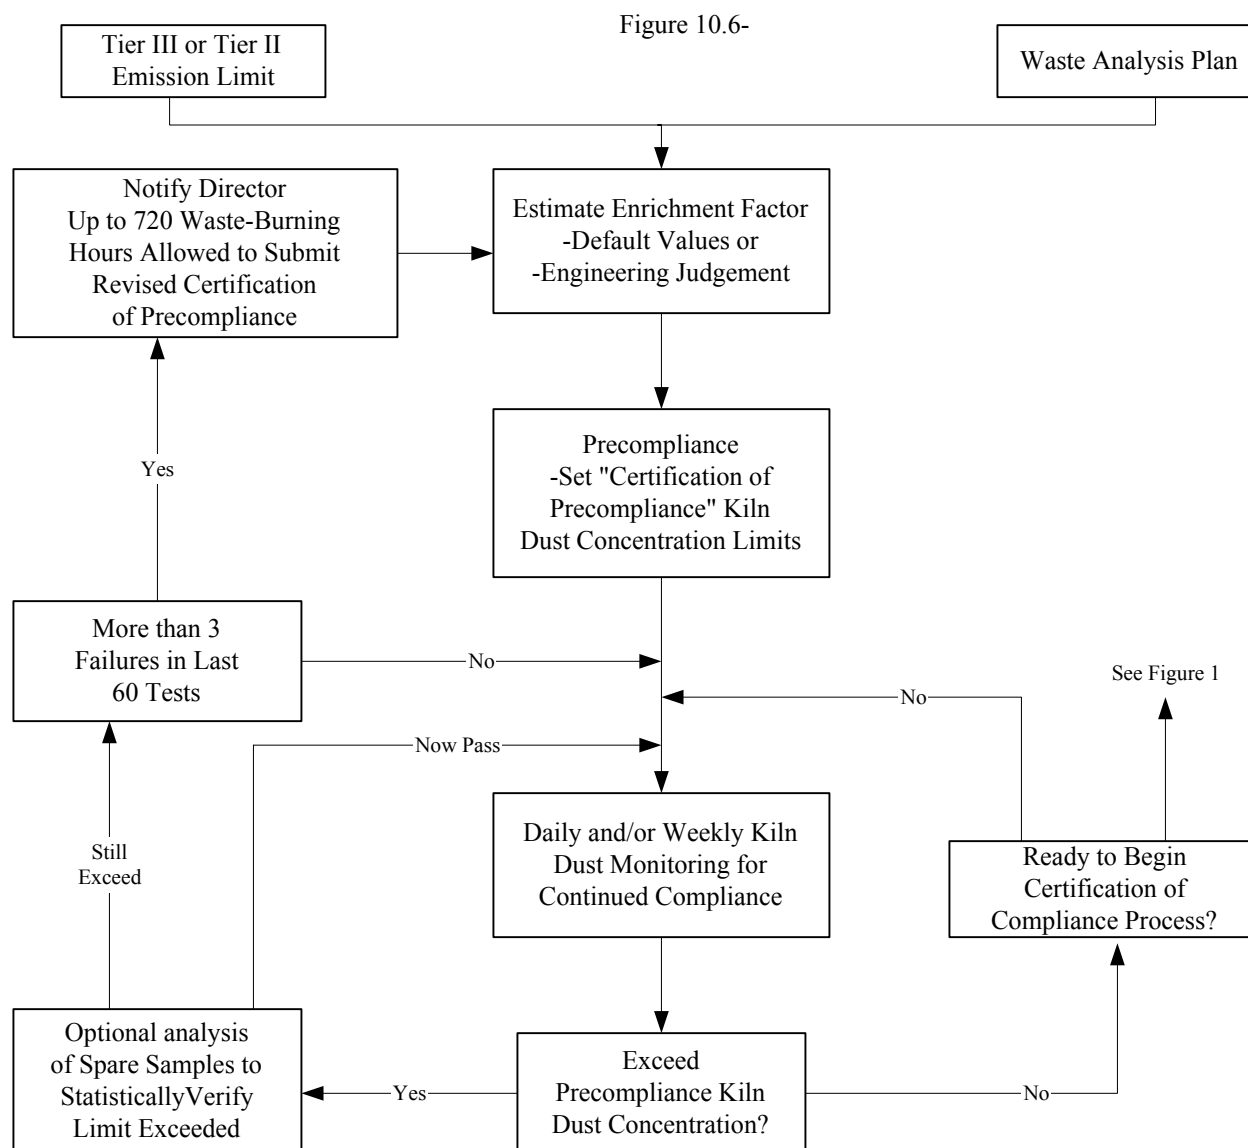 Figure 10.6-
Tier III or Tier II
Emission Limit
Waste Analysis Plan
Notify Director
Up to 720 Waste-Burning
Hours Allowed to Submit
Revised Certification
of Precompliance
Estimate Enrichment Factor
-Default Values or
-Engineering Judgement
Yes
Precompliance
-Set "Certification of
Precompliance" Kiln
Dust Concentration Limits
More than 3
Failures in Last
60 Tests
No
See Figure 1
No
Now Pass
Still
Exceed
Daily and/or Weekly Kiln
Dust Monitoring for
Continued Compliance
Ready to Begin
Certification of
Compliance Process?
Optional analysis
of Spare Samples to
StatisticallyVerify
Limit Exceeded
Yes
Exceed
Precompliance Kiln
Dust Concentration?
No